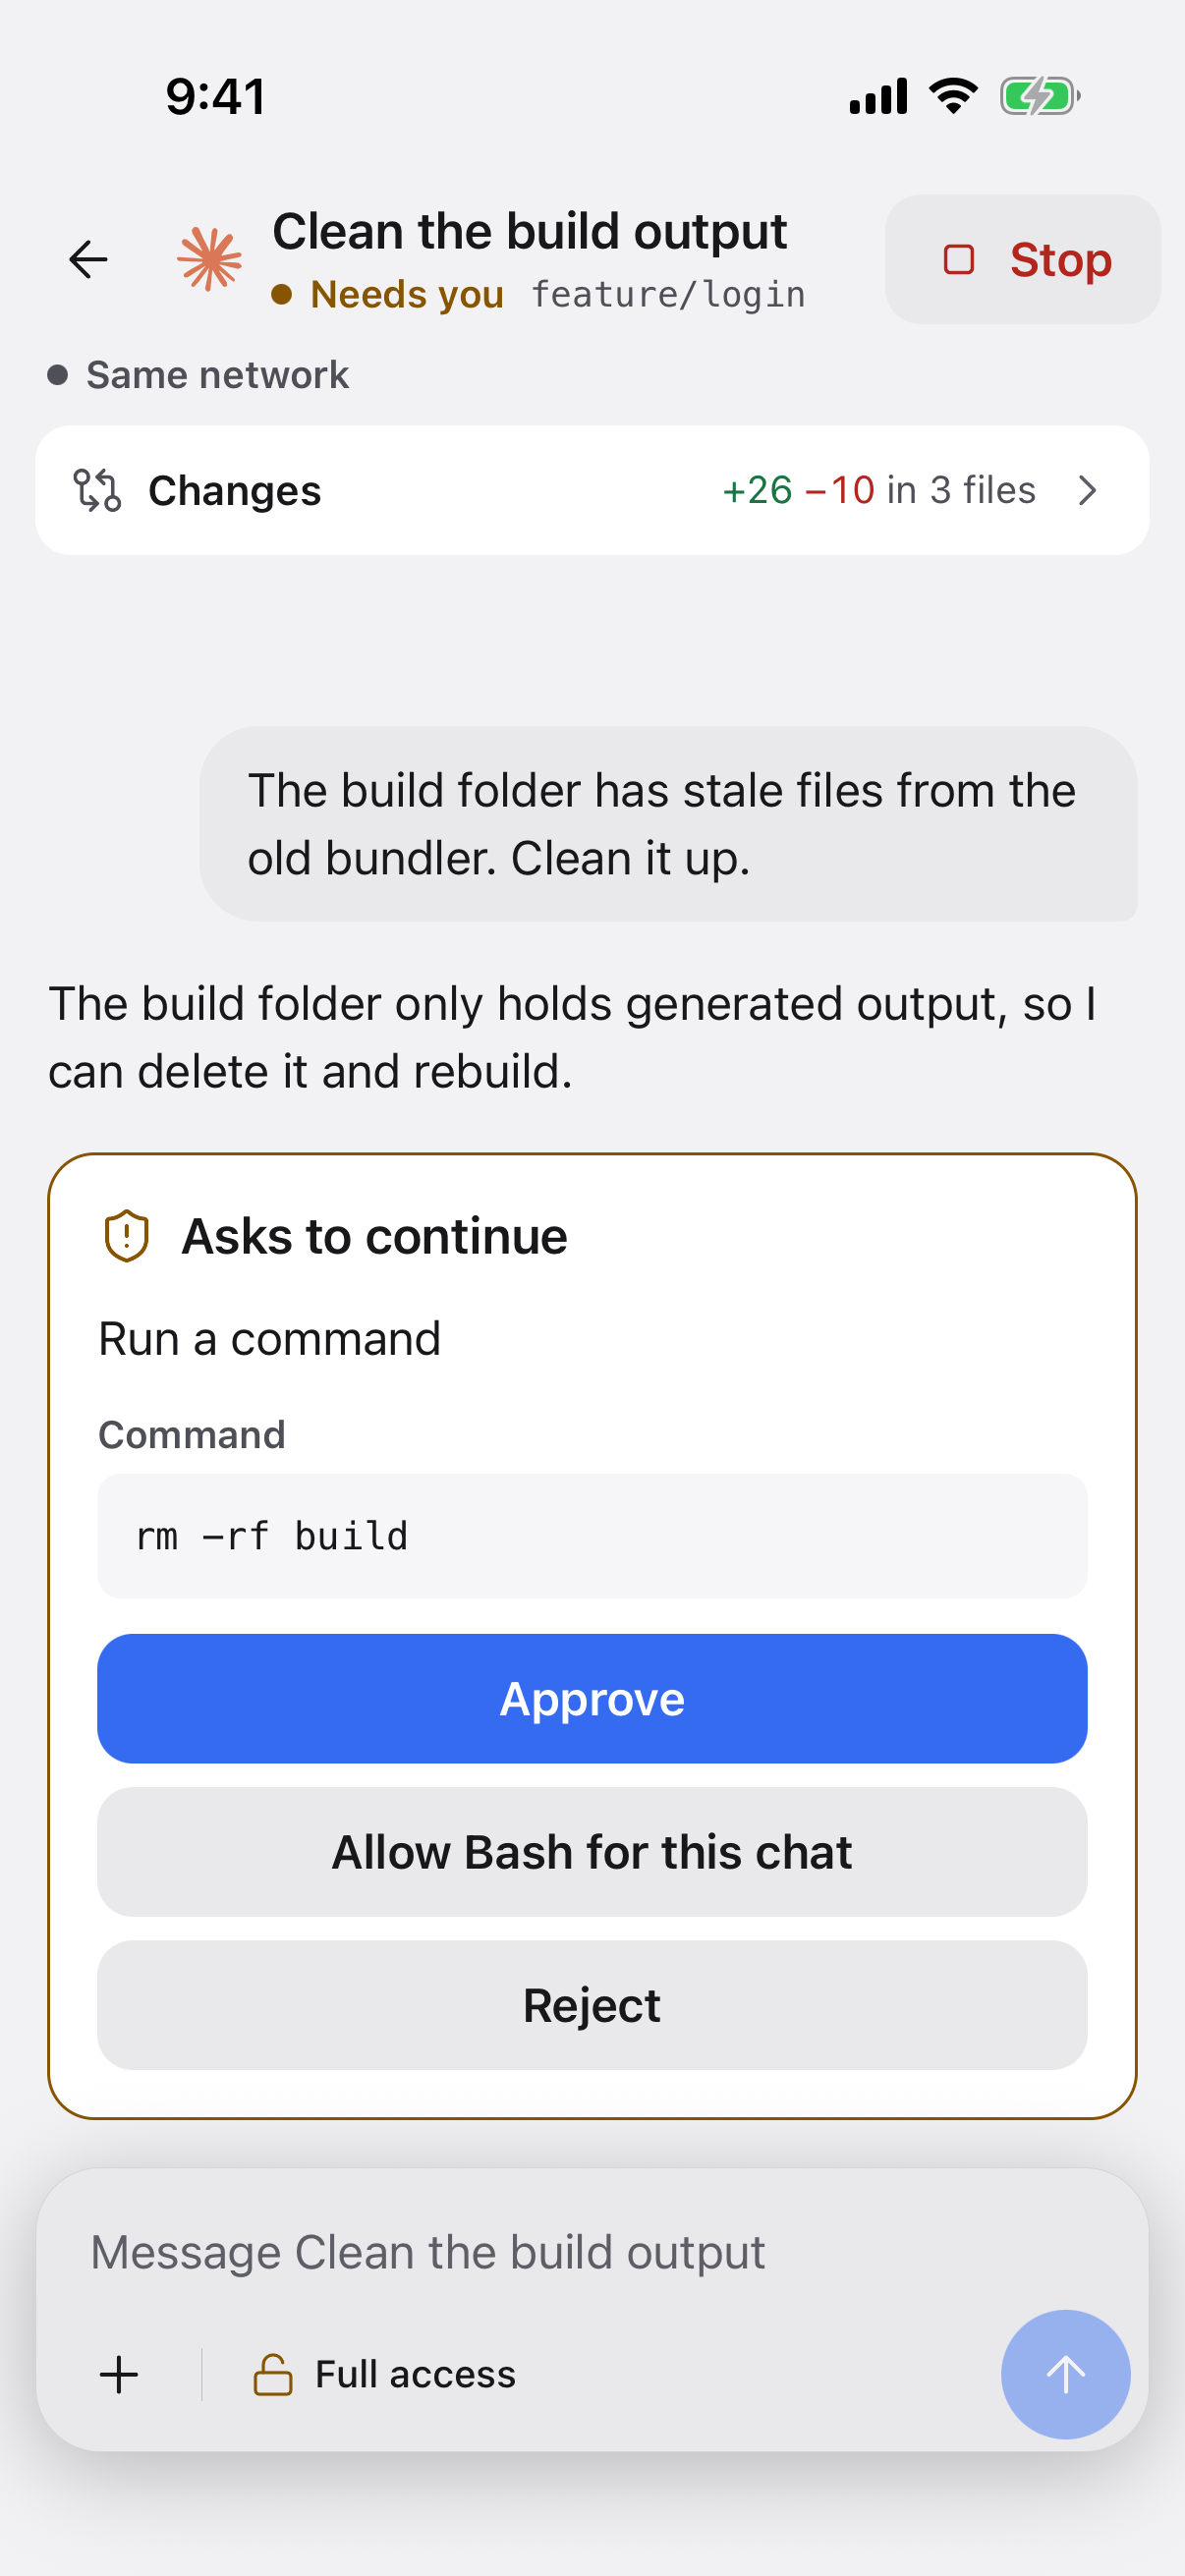 9:41
Clean the build output
Needs you feature/login
Stop
Same network
Changes
+26 −10 in 3 files
The build folder has stale files from the
old bundler. Clean it up.
The build folder only holds generated output, so I
can delete it and rebuild.
Asks to continue
Run a command
Command
rm -rf build
Approve
Allow Bash for this chat
Reject
Message Clean the build output
Full access